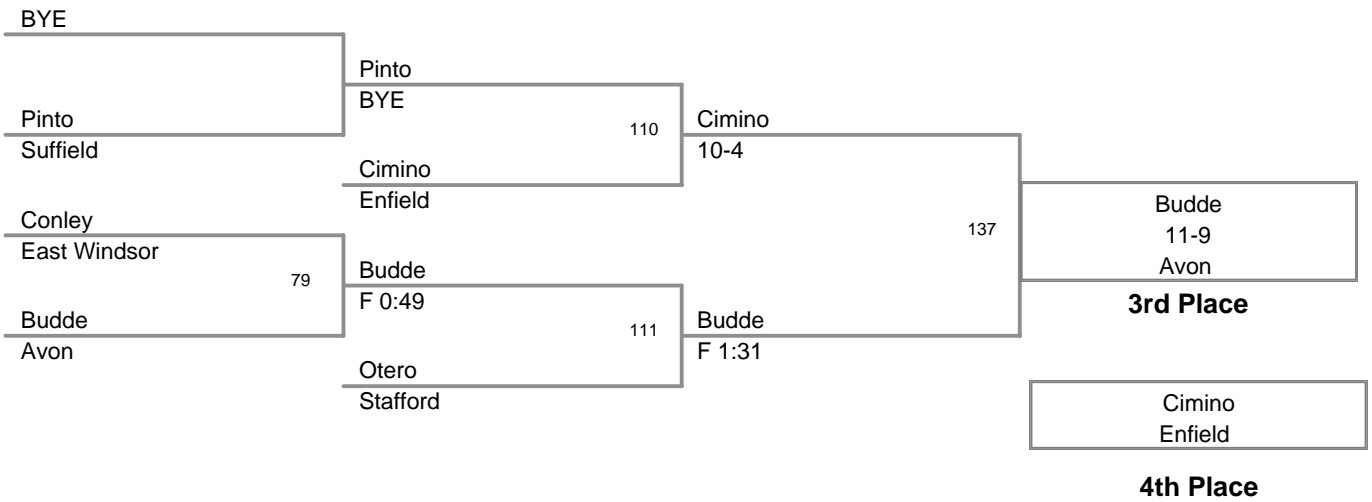 BYE
Pinto
BYE
Pinto
Suffield
110
Cimino
10-4
Cimino
Enfield
Conley
East Windsor
79
Budde
F 0:49
Budde
Avon
111
Budde
F 1:31
Otero
Stafford
137
Budde
11-9
Avon
3rd Place
Cimino
Enfield
4th Place